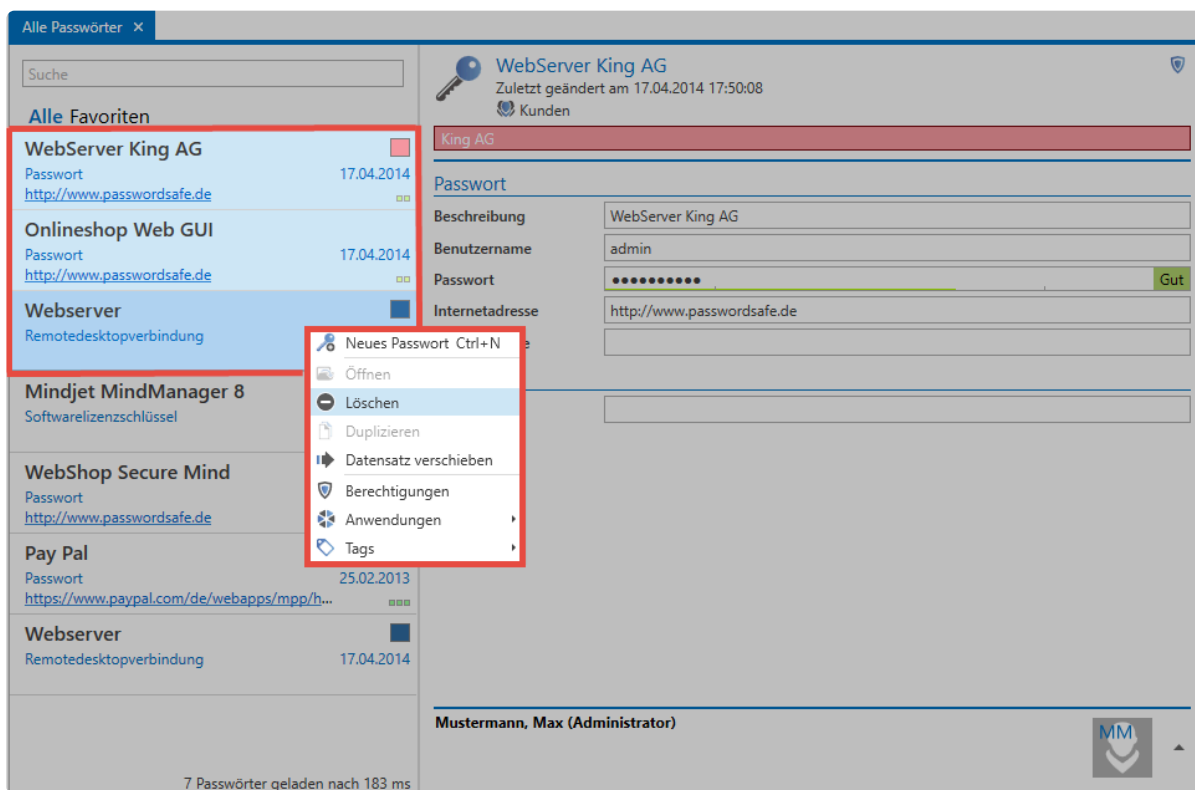 Alle Passwörter ×
Suche
Alle Favoriten
WebServer King AG
Passwort 17.04.2014
http://www.passwordsafe.de
Onlineshop Web GUI
Passwort 17.04.2014
http://www.passwordsafe.de
Webserver
Remotedesktopverbindung
Mindjet MindManager 8
Softwarelizenzschlüssel
WebShop Secure Mind
Passwort
http://www.passwordsafe.de
Pay Pal
Passwort 25.02.2013
https://www.paypal.com/de/webapps/mpp/h...
Webserver
Remotedesktopverbindung 17.04.2014
7 Passwörter geladen nach 183 ms
Neues Passwort Ctrl+N
Öffnen
Löschen
Duplizieren
Datensatz verschieben
Berechtigungen
Anwendungen
Tags
WebServer King AG
Zuletzt geändert am 17.04.2014 17:50:08
Kunden
King AG
Passwort
Beschreibung WebServer King AG
Benutzername admin
Passwort ●●●●●●●●●● Gut
Internetadresse http://www.passwordsafe.de
Mustermann, Max (Administrator)
MM